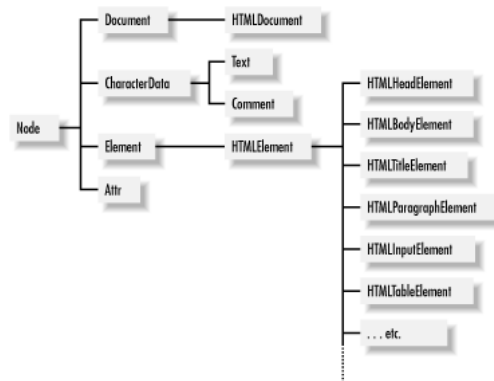 Node
Document
HTMLDocument
CharacterData
Text
Comment
Element
HTMLElement
Attr
HTMLHeadElement
HTMLBodyElement
HTMLTitleElement
HTMLParagraphElement
HTMLInputElement
HTMLTableElement
. . . etc.